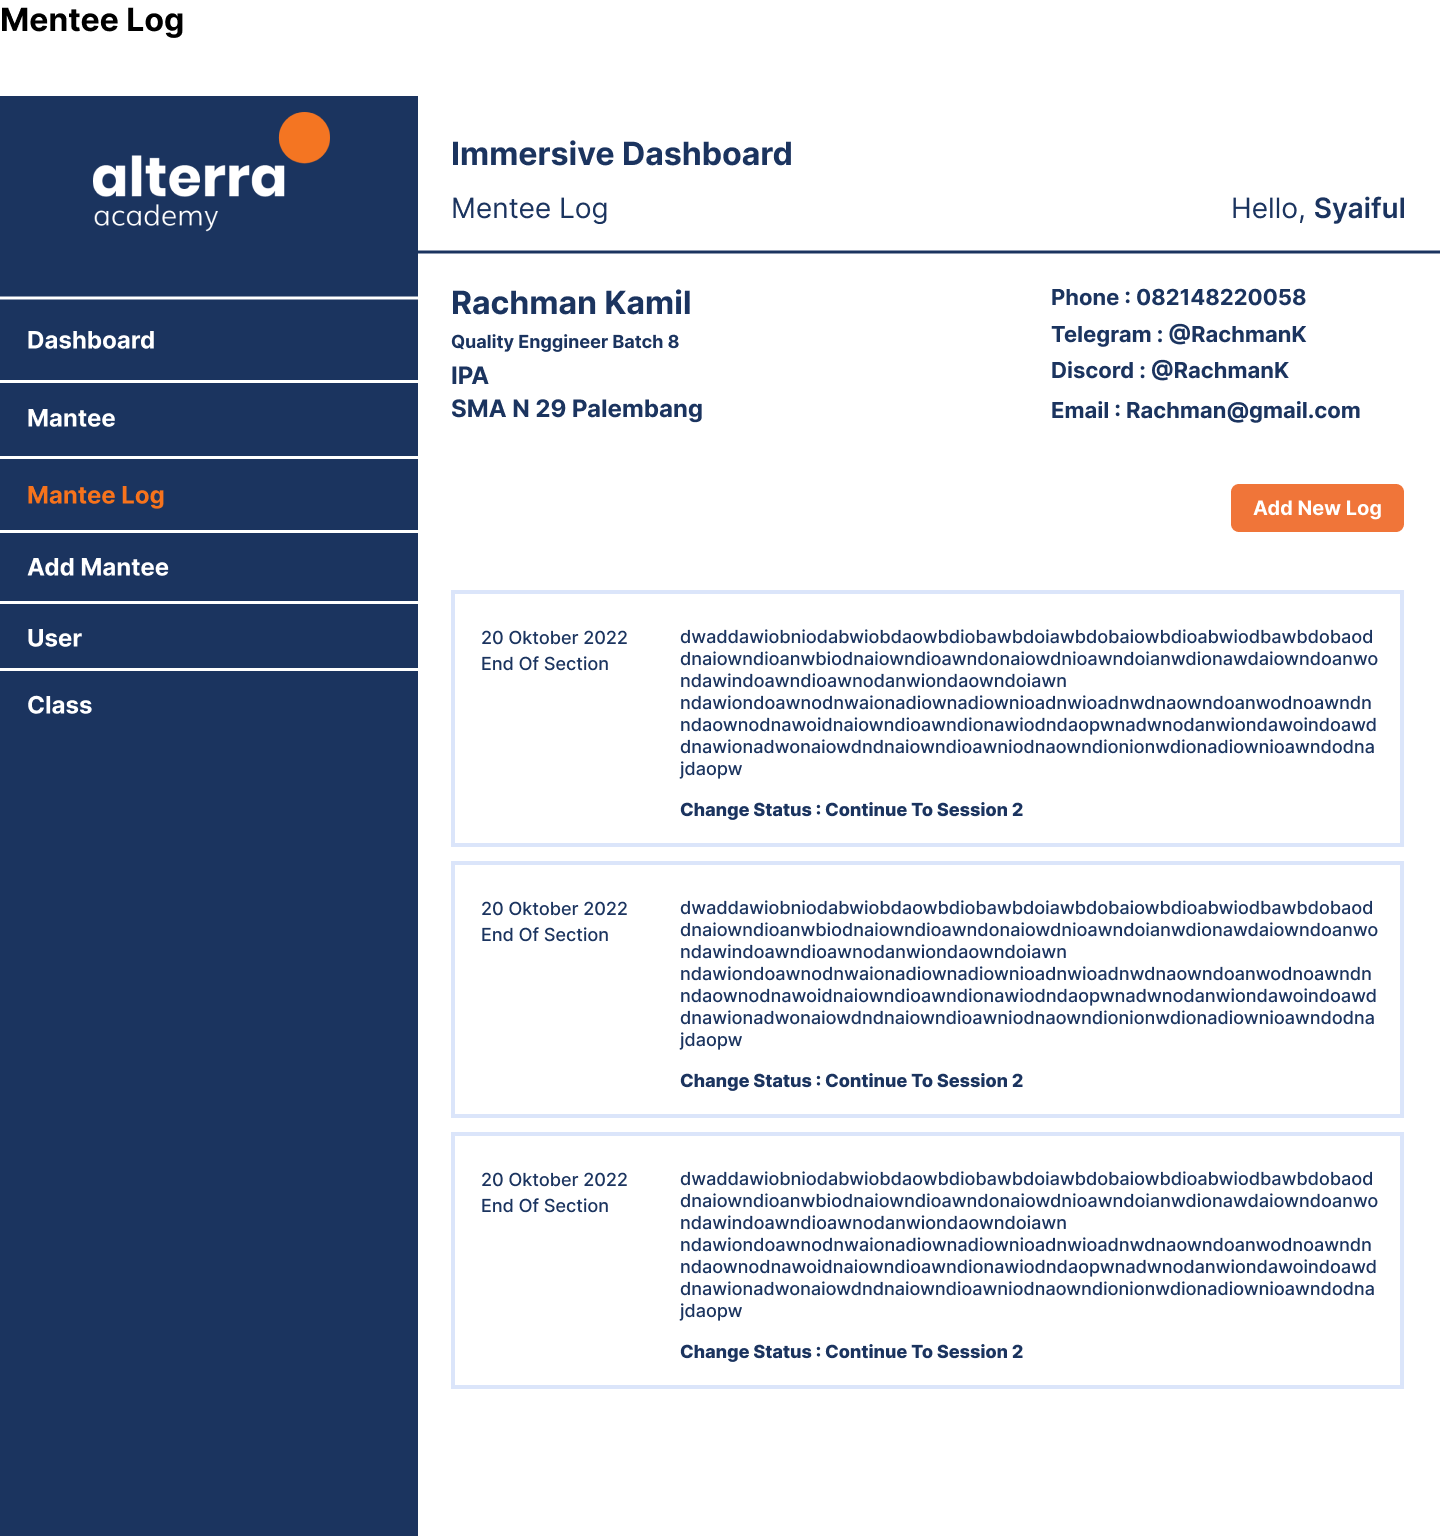 Mentee Log
alterra
academy
Dashboard
Mantee
Mantee Log
Add Mantee
User
Class
Immersive Dashboard
Mentee Log
Hello, Syaiful
Rachman Kamil
Quality Enggineer Batch 8
IPA
SMA N 29 Palembang
Phone : 082148220058
Telegram : @RachmanK
Discord : @RachmanK
Email : Rachman@gmail.com
Add New Log
20 Oktober 2022
End Of Section
dwaddawiobniodabwiobdaowbdiobawbdoiawbdobaiowbdioabwiodbawbdobaod
dnaiowndioanwbiodnaiowndioawndonaiowdnioawndoianwdionawdaiowndoanwo
ndawindoawndioawnodanwiondaowndoiawn
ndawiondoawnodnwaionadiownadiownioadnwioadnwdnaowndoanwodnoawndn
ndaownodnawoidnaiowndioawndionawiodndaopwnadwnodanwiondawoindoawd
dnawionadwonaiowdndnaiowndioawniodnaowndionionwdionadiownioawndodna
jdaopw
Change Status : Continue To Session 2
20 Oktober 2022
End Of Section
dwaddawiobniodabwiobdaowbdiobawbdoiawbdobaiowbdioabwiodbawbdobaod
dnaiowndioanwbiodnaiowndioawndonaiowdnioawndoianwdionawdaiowndoanwo
ndawindoawndioawnodanwiondaowndoiawn
ndawiondoawnodnwaionadiownadiownioadnwioadnwdnaowndoanwodnoawndn
ndaownodnawoidnaiowndioawndionawiodndaopwnadwnodanwiondawoindoawd
dnawionadwonaiowdndnaiowndioawniodnaowndionionwdionadiownioawndodna
jdaopw
Change Status : Continue To Session 2
20 Oktober 2022
End Of Section
dwaddawiobniodabwiobdaowbdiobawbdoiawbdobaiowbdioabwiodbawbdobaod
dnaiowndioanwbiodnaiowndioawndonaiowdnioawndoianwdionawdaiowndoanwo
ndawindoawndioawnodanwiondaowndoiawn
ndawiondoawnodnwaionadiownadiownioadnwioadnwdnaowndoanwodnoawndn
ndaownodnawoidnaiowndioawndionawiodndaopwnadwnodanwiondawoindoawd
dnawionadwonaiowdndnaiowndioawniodnaowndionionwdionadiownioawndodna
jdaopw
Change Status : Continue To Session 2